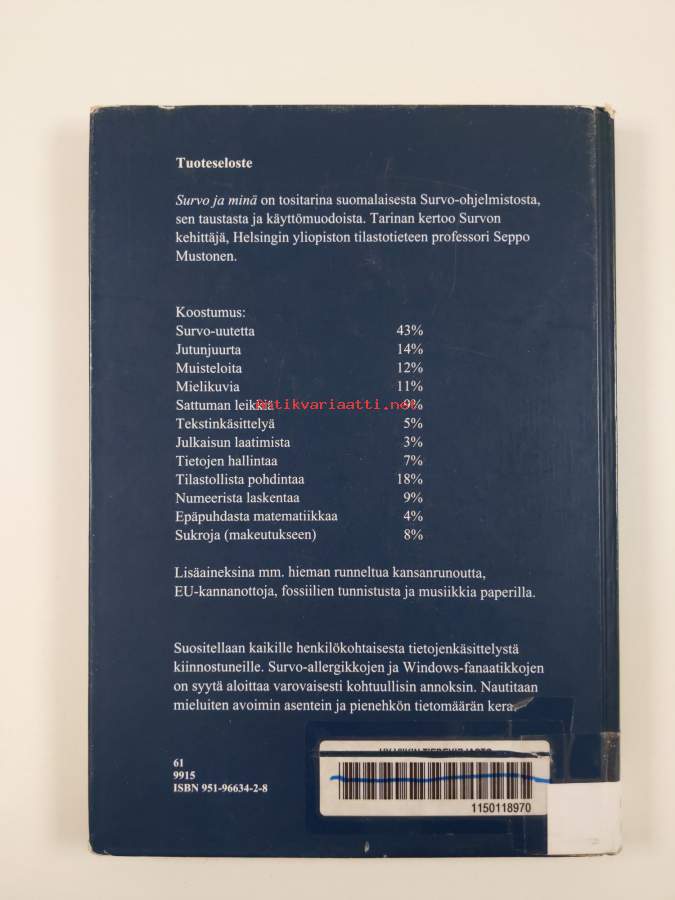 Tuoteseloste
Survo ja minä on tositarina suomalaisesta Survo-ohjelmistosta,
sen taustasta ja käyttömuodoista. Tarinan kertoo Survon
kehittäjä, Helsingin yliopiston tilastotieteen professori Seppo
Mustonen.
Koostumus:
Survo-uutetta 43%
Jutunjuurta 14%
Muisteloita 12%
Mielikuvia 11%
Sattuman leikkiä 9%
antikvariaatti.net
Tekstinkäsittelyä 5%
Julkaisun laatimista 3%
Tietojen hallintaa 7%
Tilastollista pohdintaa 18%
Numeerista laskentaa 9%
Epäpuhdasta matematiikkaa 4%
Sukroja (makeutukseen) 8%
Lisäaineksina mm. hieman runneltua kansanrunoutta,
EU-kannanottoja, fossiilien tunnistusta ja musiikkia paperilla.
Suositellaan kaikille henkilökohtaisesta tietojenkäsittelystä
kiinnostuneille. Survo-allergikkojen ja Windows-fanaatikkojen
on syytä aloittaa varovaisesti kohtuullisin annoksin. Nautitaan
mieluiten avoimin asentein ja pienehkön tietomäärän kera.
61
9915
ISBN 951-96634-2-8
1150118970